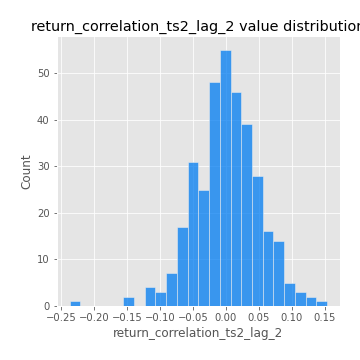 return_correlation_ts2_lag_2 value distribution
50
40
30
20
10
0
Count
−0.25 −0.20 −0.15 −0.10 −0.05 0.00 0.05 0.10 0.15
return_correlation_ts2_lag_2